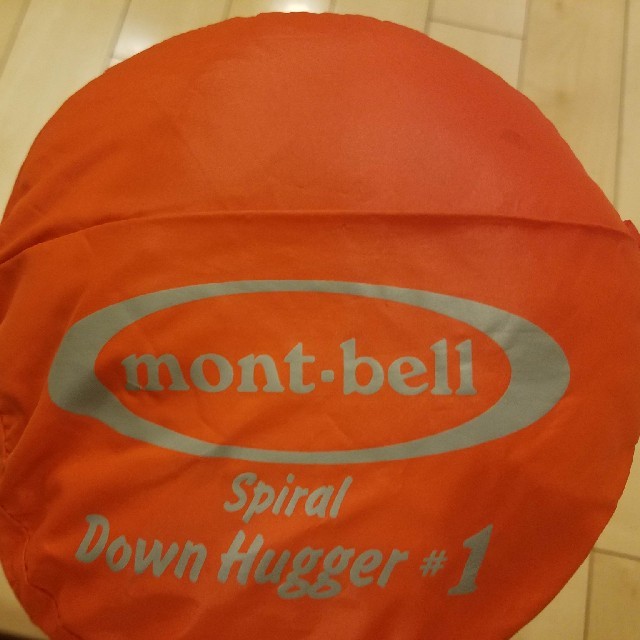 mont-bell
Spiral
Down Hugger #1